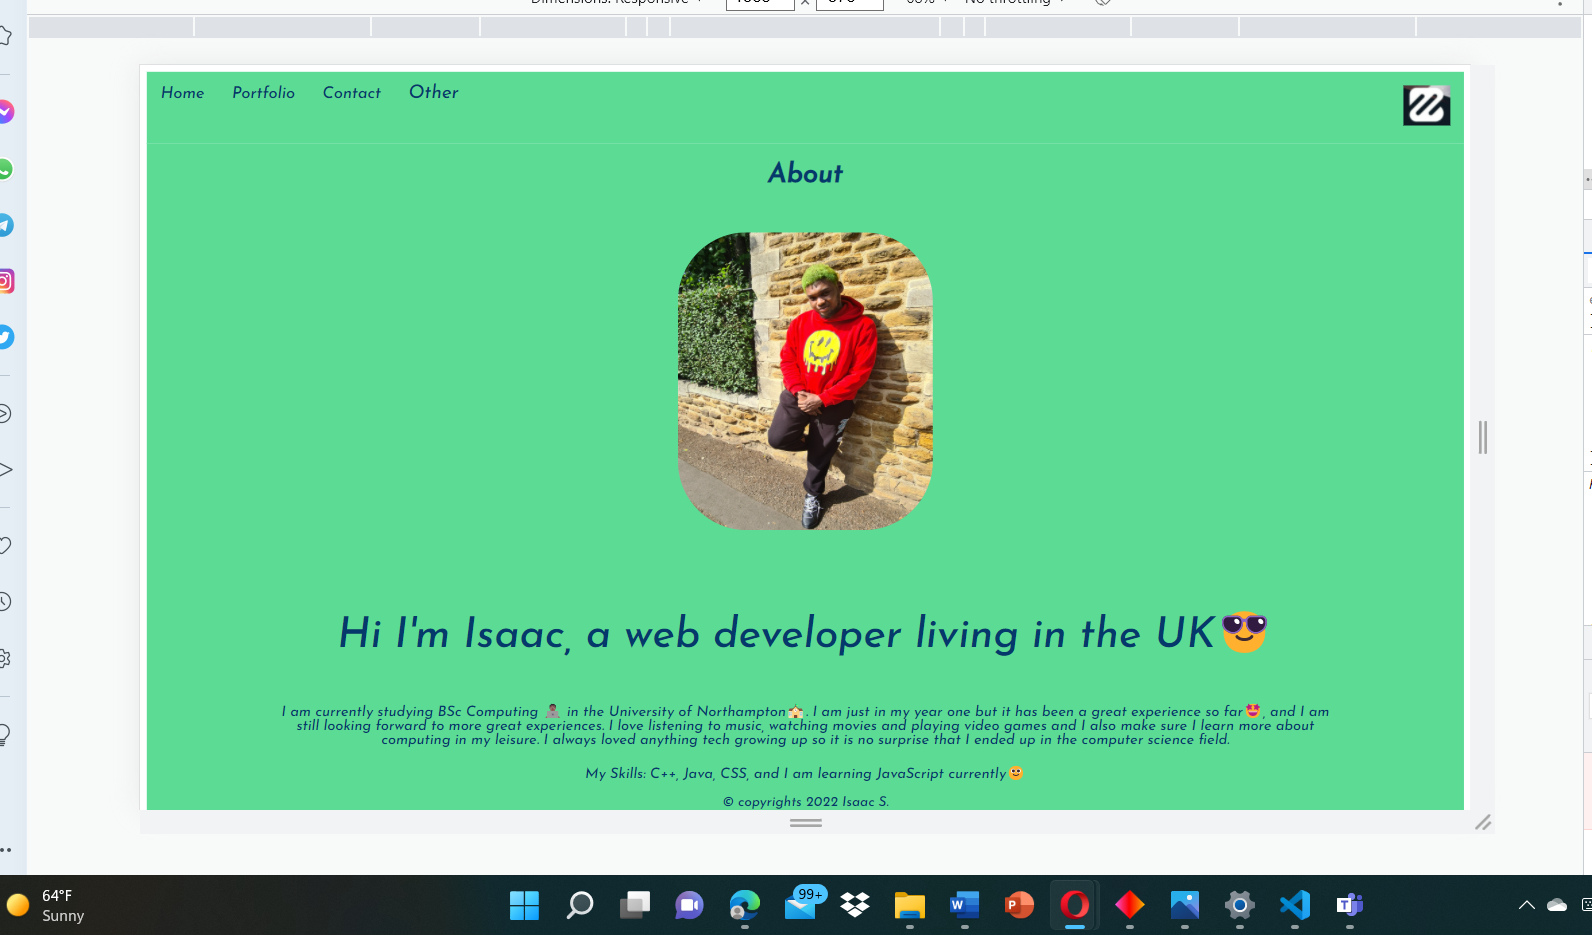 Dimensions: Responsive
No throttling
Home Portfolio Contact Other
About
Hi I'm Isaac, a web developer living in the UK😎
I am currently studying BSc Computing 👨🏿‍💻 in the University of Northampton🏫. I am just in my year one but it has been a great experience so far🤩, and I am
still looking forward to more great experiences. I love listening to music, watching movies and playing video games and I also make sure I learn more about
computing in my leisure. I always loved anything tech growing up so it is no surprise that I ended up in the computer science field.
My Skills: C++, Java, CSS, and I am learning JavaScript currently🙂
© copyrights 2022 Isaac S.
64°F
Sunny
99+